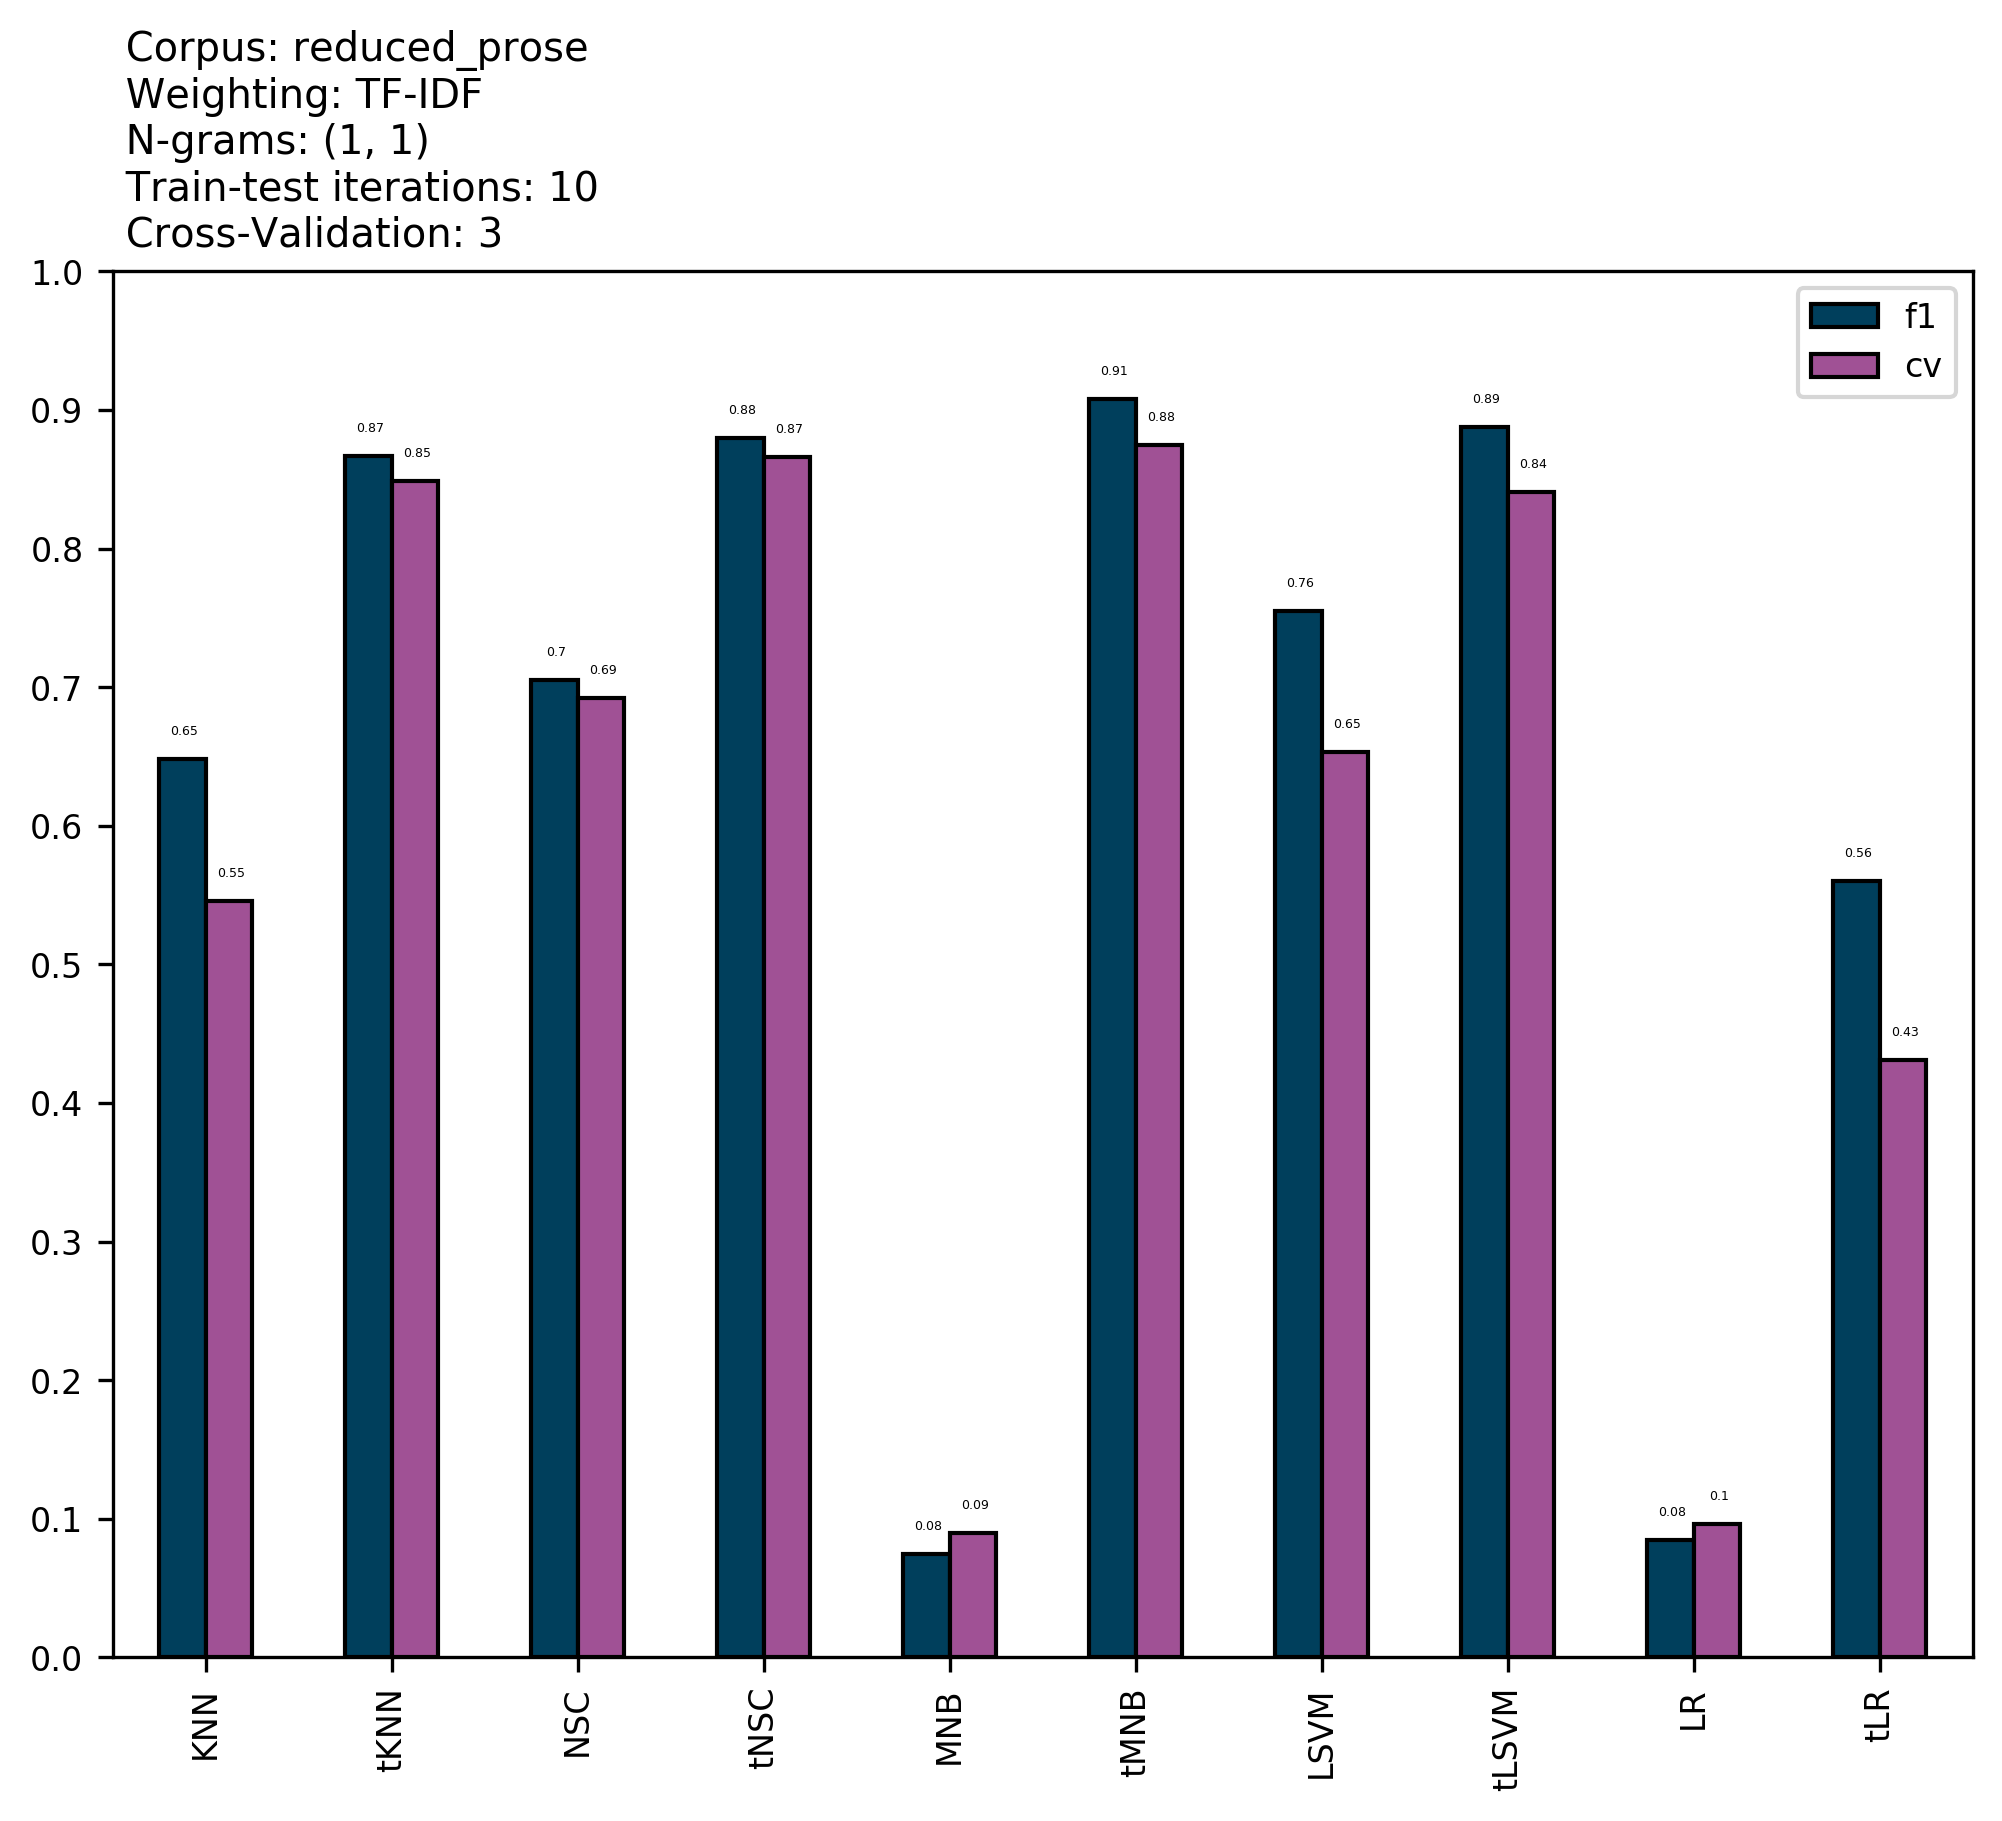 Corpus: reduced_prose
Weighting: TF-IDF
N-grams: (1, 1)
Train-test iterations: 10
Cross-Validation: 3
1.0
0.9
0.8
0.7
0.6
0.5
0.4
0.3
0.2
0.1
0.0
f1
cv
0.65
0.55
0.87
0.85
0.7
0.69
0.88
0.87
0.08
0.09
0.91
0.88
0.76
0.65
0.89
0.84
0.08
0.1
0.56
0.43
KNN
tKNN
NSC
tNSC
MNB
tMNB
LSVM
tLSVM
LR
tLR